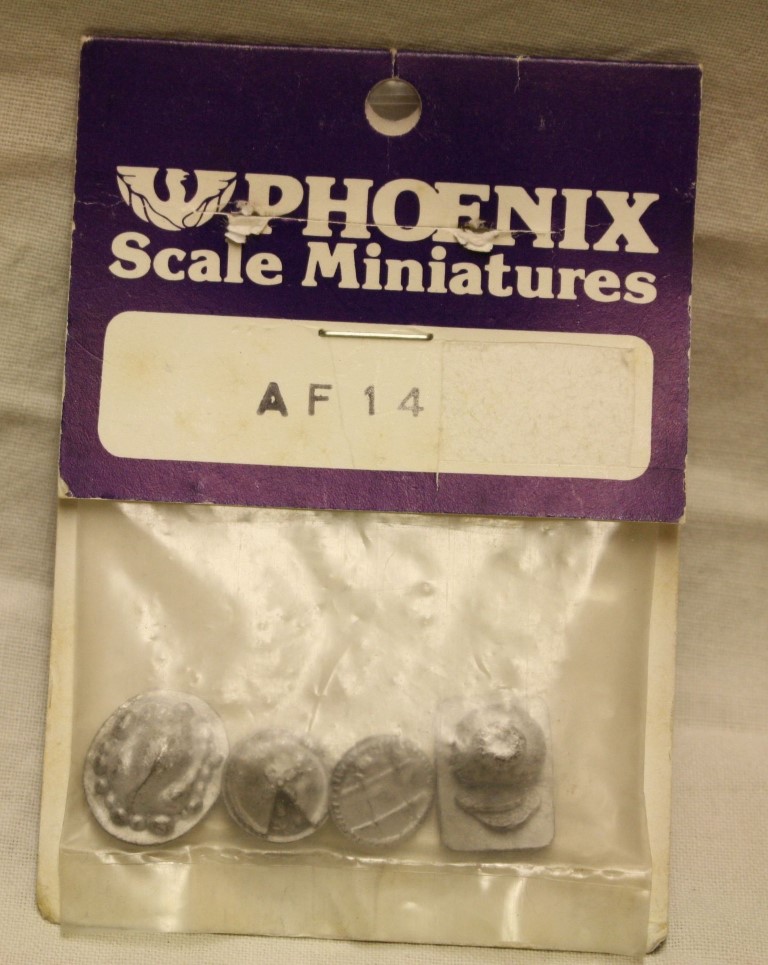 PHOENIX
Scale Miniatures
AF 14